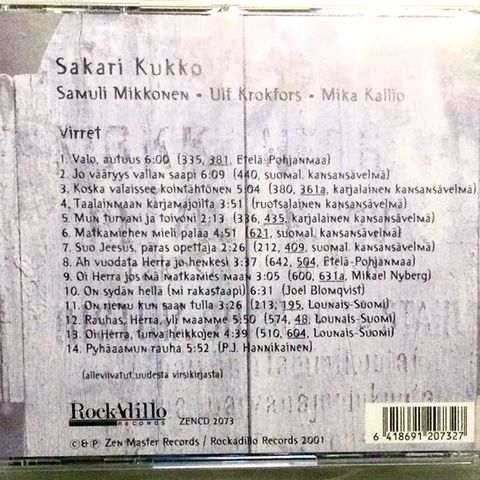 Sakari Kukko
Samuli Mikkonen • Ulf Krokfors • Mika Kallio
Virret
1. Valo, autuus 6:00 (335, 381, Etelä-Pohjanmaa)
2. Jo vääryys vallan saapi 6:09 (440, suomal. kansansävelmä)
3. Koska valaissee kointähtönen 5:04 (380, 361a, karjalainen kansansävelmä)
4. Taalainmaan karjamajoilta 3:51 (ruotsalainen kansansävelmä)
5. Mun turvani ja toivoni 2:13 (336, 435, karjalainen kansansävelmä)
6. Matkamiehen mieli palaa 4:51 (621, suomal. kansansävelmä)
7. Suo Jeesus, paras opettaja 2:26 (212, 409, suomal. kansansävelmä)
8. Ah vuodata Herra jo henkesi 3:37 (642, 504, Etelä-Pohjanmaa)
9. Oi Herra jos mä matkamies maan 3:05 (600, 631a, Mikael Nyberg)
10. On sydän hellä (mi rakastaapi) 6:31 (Joel Blomqvist)
11. On riemu kun saan tulla 3:26 (213, 195, Lounais-Suomi)
12. Rauhas, Herra, yli maamme 5:50 (574, 48, Lounais-Suomi)
13. Oi Herra, turva heikkojen 4:39 (510, 604, Lounais-Suomi)
14. Pyhäaamun rauha 5:52 (P.J. Hannikainen)
(alleviivatut uudesta virsikirjasta)
Rockadillo
RECORDS
ZENCD 2073
© & ℗ Zen Master Records / Rockadillo Records 2001
6 418691 207327